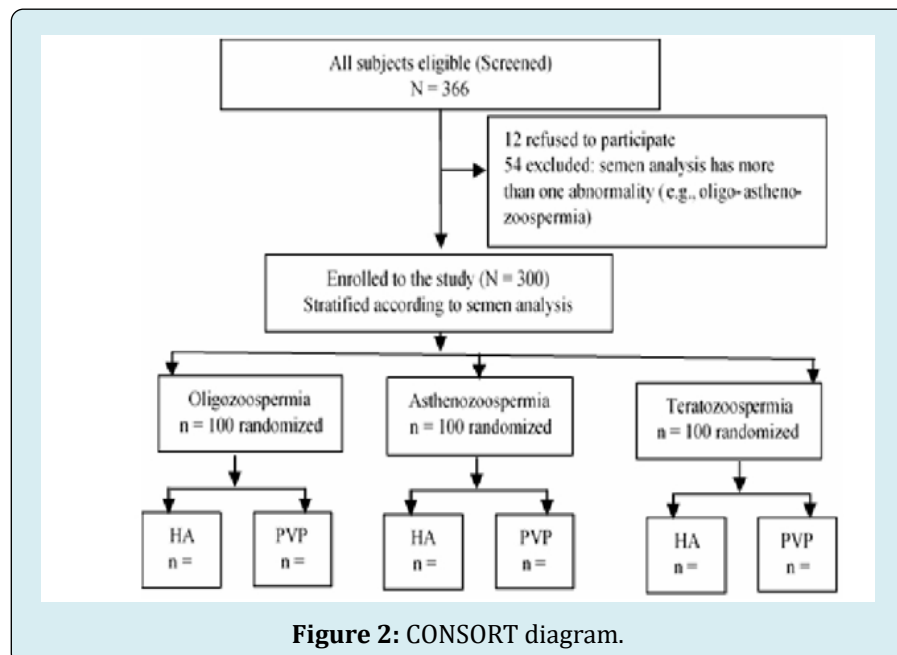 All subjects eligible (Screened)
N = 366
12 refused to participate
54 excluded: semen analysis has more
than one abnormality (e.g., oligo-astheno-
zoospermia)
Enrolled to the study (N = 300)
Stratified according to semen analysis
Oligozoospermia
n = 100 randomized
Asthenozoospermia
n = 100 randomized
Teratozoospermia
n = 100 randomized
HA
n =
PVP
n =
HA
n =
PVP
n =
HA
n =
PVP
n =
Figure 2: CONSORT diagram.